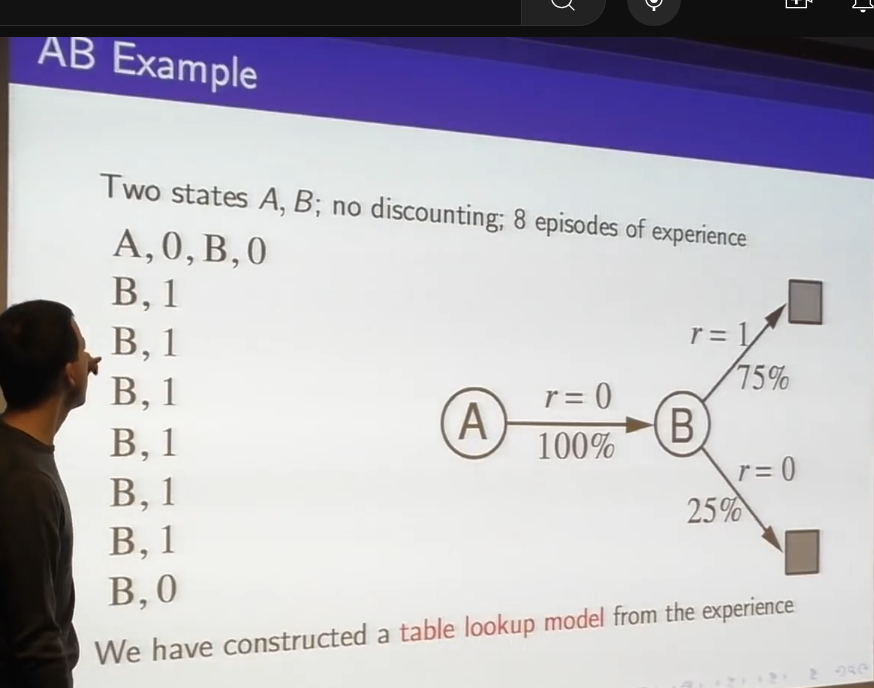 AB Example
Two states A, B; no discounting; 8 episodes of experience
A, 0, B, 0
B, 1
B, 1
B, 1
B, 1
B, 1
B, 1
B, 0
r = 1
75%
r = 0
A
100%
B
r = 0
25%
We have constructed a table lookup model from the experience